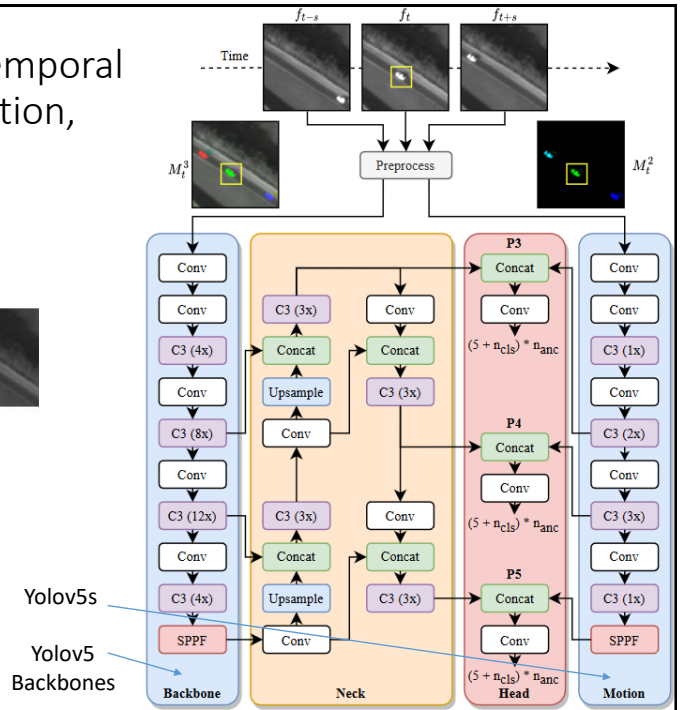 emporal
tion,
f_{t-s}
f_t
f_{t+s}
Time
M_t^3
Preprocess
M_t^2
Conv
Conv
C3 (4x)
Conv
C3 (8x)
Conv
C3 (12x)
Conv
C3 (4x)
SPPF
Backbone
C3 (3x)
Concat
Upsample
Conv
C3 (3x)
Concat
Upsample
Conv
Conv
Concat
C3 (3x)
Conv
Concat
C3 (3x)
Neck
P3
Concat
Conv
(5 + n_cls) * n_anc
P4
Concat
Conv
(5 + n_cls) * n_anc
P5
Concat
Conv
(5 + n_cls) * n_anc
Head
Conv
Conv
C3 (1x)
Conv
C3 (2x)
Conv
C3 (3x)
Conv
C3 (1x)
SPPF
Motion
Yolov5s
Yolov5
Backbones